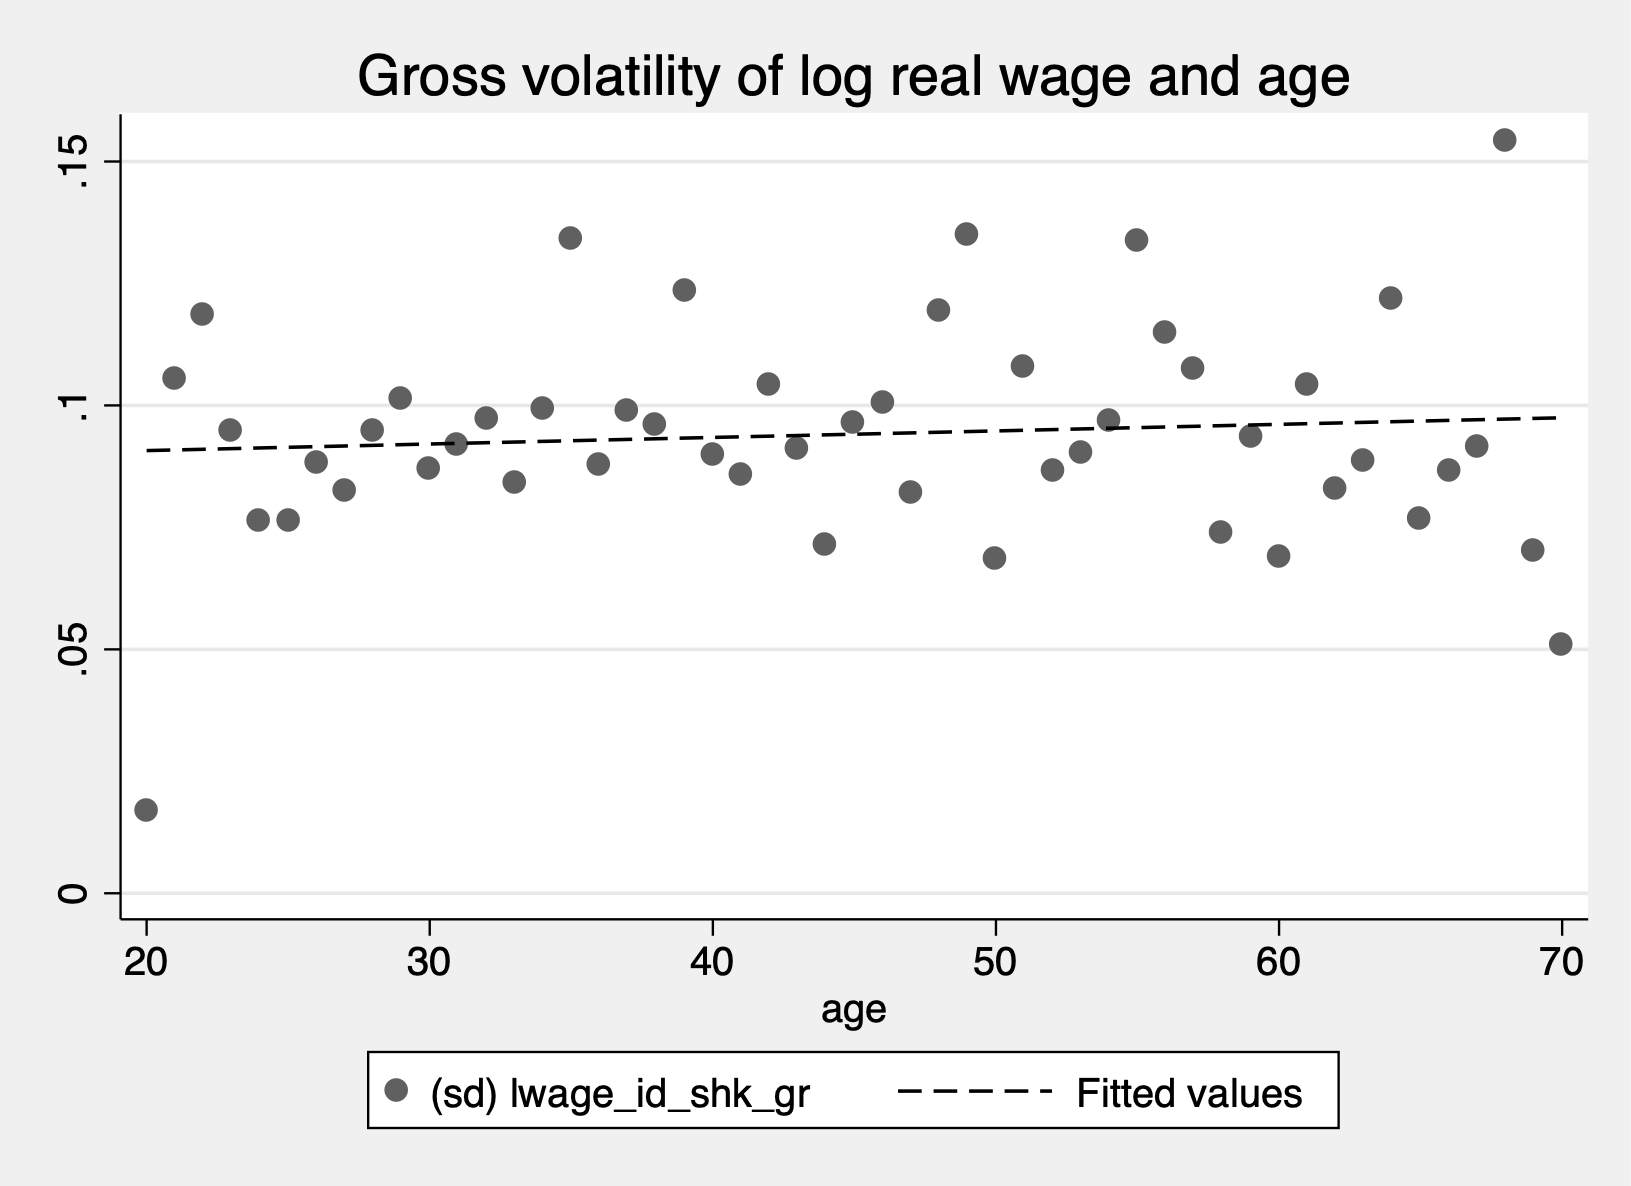 Gross volatility of log real wage and age
.15
.1
.05
0
20 30 40 50 60 70
age
(sd) lwage_id_shk_gr Fitted values